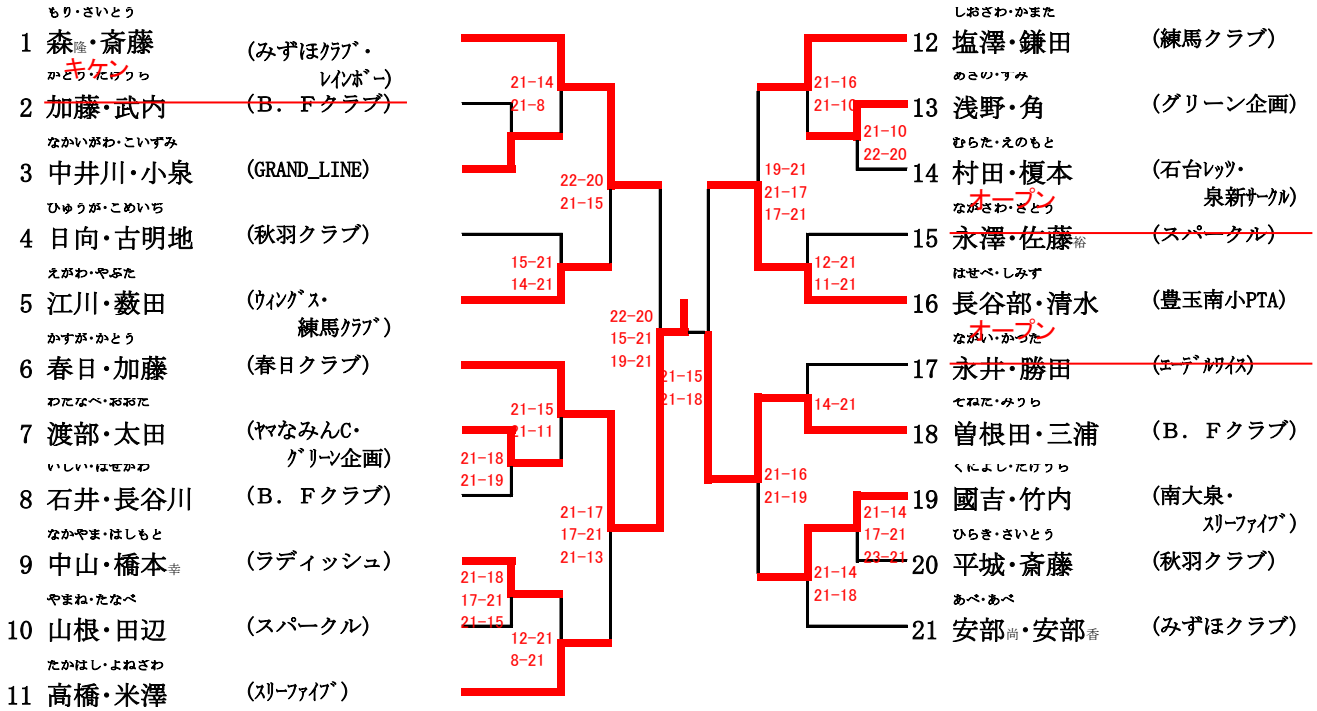 もり・さいとう
1 森隆・斎藤 (みずほｸﾗﾌﾞ・
ﾚｲﾝﾎﾞｰ)
キケン
かとう・たけうち
2 加藤・武内 (Ｂ．Ｆクラブ)
なかいがわ・こいずみ
3 中井川・小泉 (GRAND_LINE)
ひゅうが・こめいち
4 日向・古明地 (秋羽クラブ)
えがわ・やぶた
5 江川・薮田 (ｳｨﾝｸﾞｽ・
練馬ｸﾗﾌﾞ)
かすが・かとう
6 春日・加藤 (春日クラブ)
わたなべ・おおた
7 渡部・太田 (ﾔﾏなみんC・
ｸﾞﾘｰﾝ企画)
いしい・はせがわ
8 石井・長谷川 (Ｂ．Ｆクラブ)
なかやま・はしもと
9 中山・橋本幸 (ラディッシュ)
やまね・たなべ
10 山根・田辺 (スパークル)
たかはし・よねざわ
11 高橋・米澤 (ｽﾘｰﾌｧｲﾌﾞ)
21-14
21-8
22-20
21-15
15-21
14-21
22-20
15-21
19-21
21-15
21-11
21-18
21-19
21-17
17-21
21-13
21-18
17-21
21-15
12-21
8-21
21-15
21-18
21-16
21-10
21-10
22-20
19-21
21-17
17-21
12-21
11-21
14-21
21-16
21-19
21-14
17-21
23-21
21-14
21-18
しおざわ・かまた
12 塩澤・鎌田 (練馬クラブ)
あさの・すみ
13 浅野・角 (グリーン企画)
むらた・えのもと
14 村田・榎本 (石台ﾚｯﾂ・
泉新ｻｰｸﾙ)
オープン
ながさわ・さとう
15 永澤・佐藤裕 (スパークル)
はせべ・しみず
16 長谷部・清水 (豊玉南小PTA)
オープン
ながい・かつた
17 永井・勝田 (ｴｰﾃﾞﾙﾜｲｽ)
そねだ・みうら
18 曽根田・三浦 (Ｂ．Ｆクラブ)
くによし・たけうち
19 國吉・竹内 (南大泉・
ｽﾘｰﾌｧｲﾌﾞ)
ひらき・さいとう
20 平城・斎藤 (秋羽クラブ)
あべ・あべ
21 安部尚・安部香 (みずほクラブ)